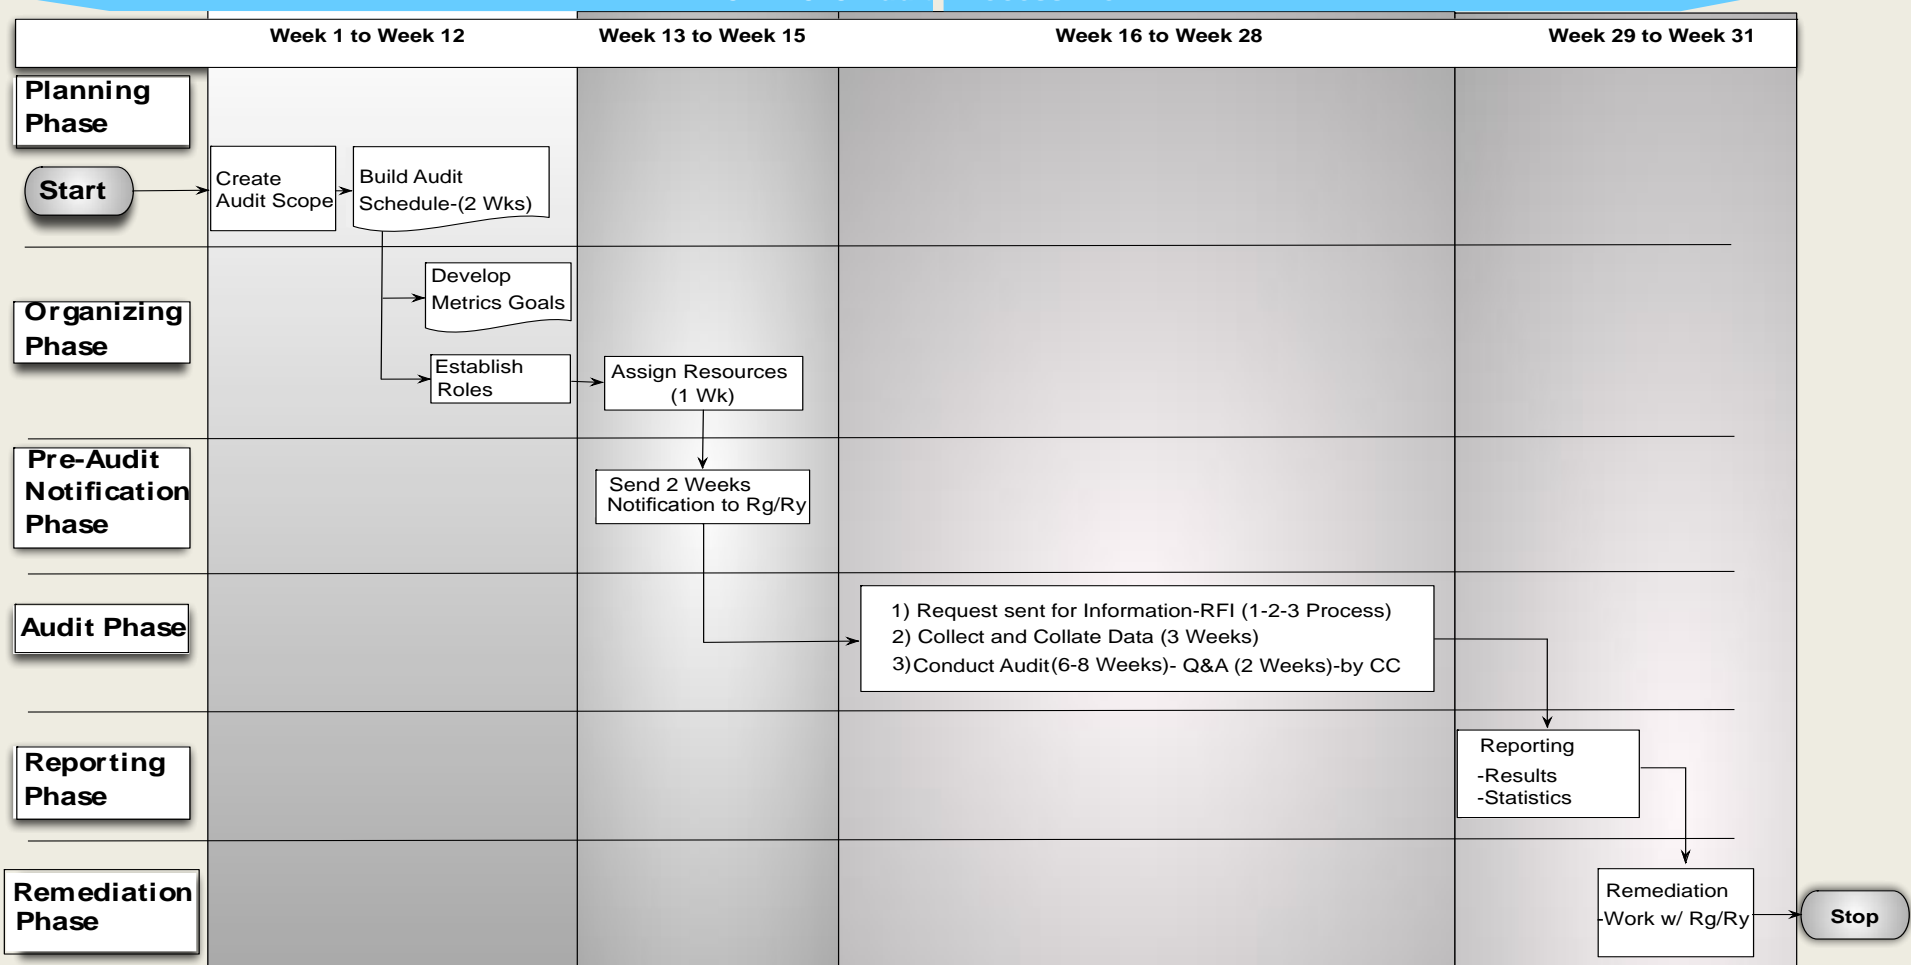 Week 1 to Week 12
Week 13 to Week 15
Week 16 to Week 28
Week 29 to Week 31
Planning
Phase
Start
Create
Audit Scope
Build Audit
Schedule-(2 Wks)
Organizing
Phase
Develop
Metrics Goals
Establish
Roles
Assign Resources
(1 Wk)
Pre-Audit
Notification
Phase
Send 2 Weeks
Notification to Rg/Ry
Audit Phase
1) Request sent for Information-RFI (1-2-3 Process)
2) Collect and Collate Data (3 Weeks)
3)Conduct Audit(6-8 Weeks)- Q&A (2 Weeks)-by CC
Reporting
Phase
Reporting
-Results
-Statistics
Remediation
Phase
Remediation
-Work w/ Rg/Ry
Stop